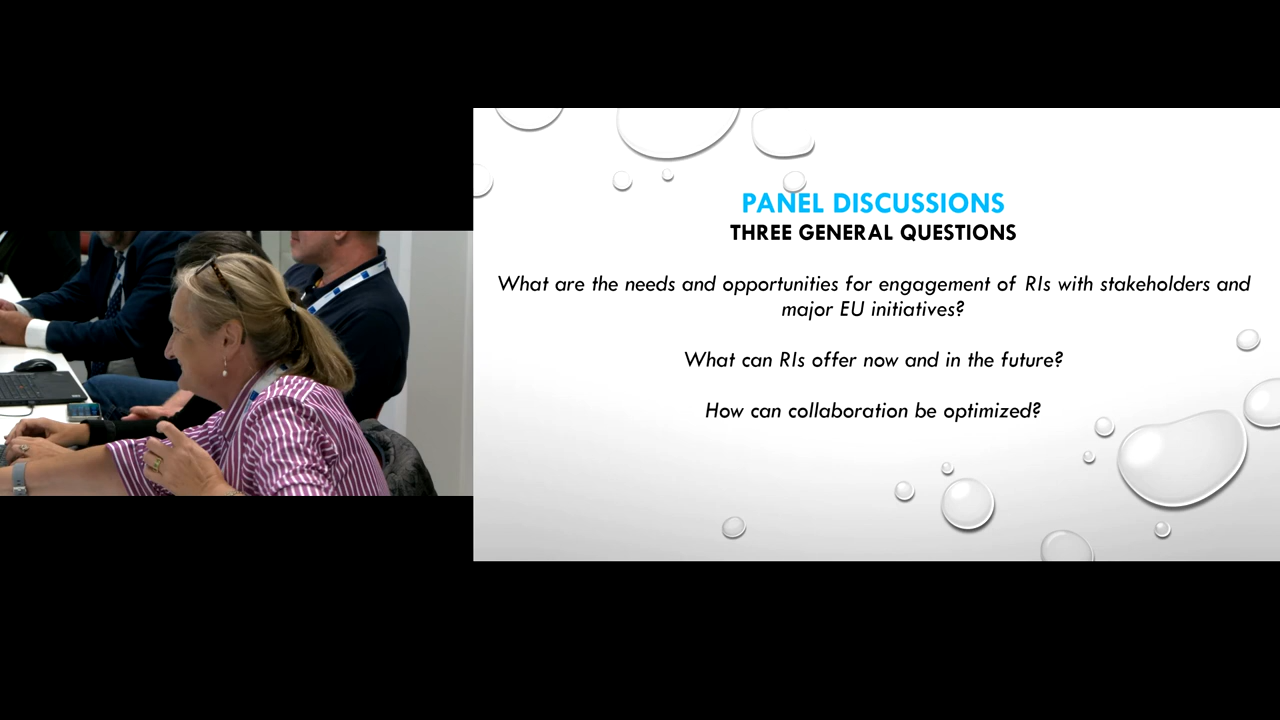 PANEL DISCUSSIONS
THREE GENERAL QUESTIONS
What are the needs and opportunities for engagement of RIs with stakeholders and
major EU initiatives?
What can RIs offer now and in the future?
How can collaboration be optimized?